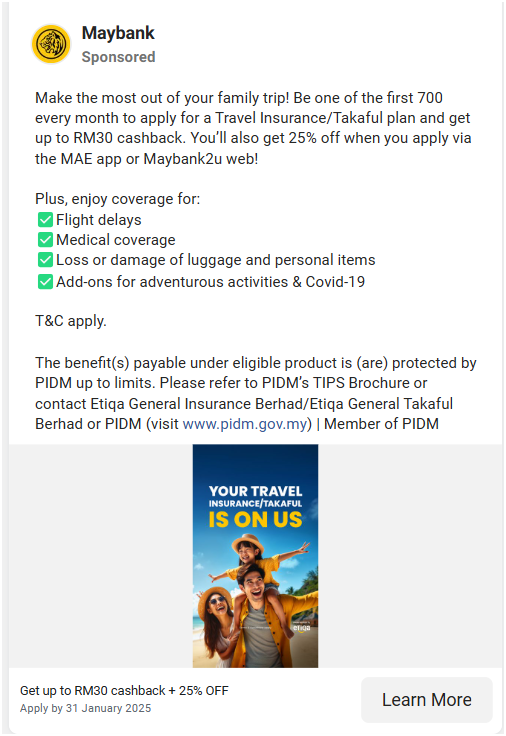 Maybank
Sponsored
Make the most out of your family trip! Be one of the first 700
every month to apply for a Travel Insurance/Takaful plan and get
up to RM30 cashback. You’ll also get 25% off when you apply via
the MAE app or Maybank2u web!
Plus, enjoy coverage for:
✅Flight delays
✅Medical coverage
✅Loss or damage of luggage and personal items
✅Add-ons for adventurous activities & Covid-19
T&C apply.
The benefit(s) payable under eligible product is (are) protected by
PIDM up to limits. Please refer to PIDM’s TIPS Brochure or
contact Etiqa General Insurance Berhad/Etiqa General Takaful
Berhad or PIDM (visit www.pidm.gov.my) | Member of PIDM
YOUR TRAVEL
INSURANCE/TAKAFUL
IS ON US
etiqa
Get up to RM30 cashback + 25% OFF
Apply by 31 January 2025
Learn More